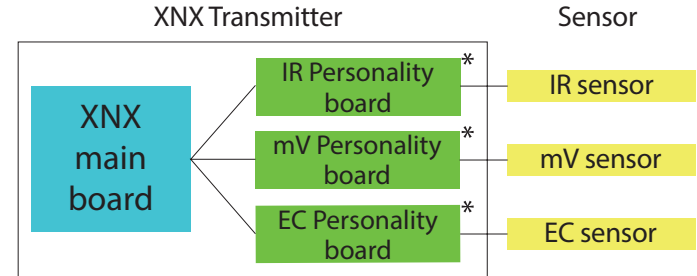 XNX Transmitter
Sensor
XNX
main
board
IR Personality
board
*
IR sensor
mV Personality
board
*
mV sensor
EC Personality
board
*
EC sensor